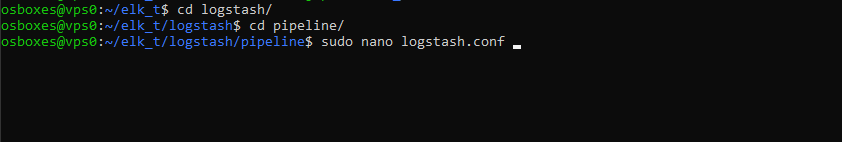 osboxes@vps0:~/elk_t$ cd logstash/
osboxes@vps0:~/elk_t/logstash$ cd pipeline/
osboxes@vps0:~/elk_t/logstash/pipeline$ sudo nano logstash.conf